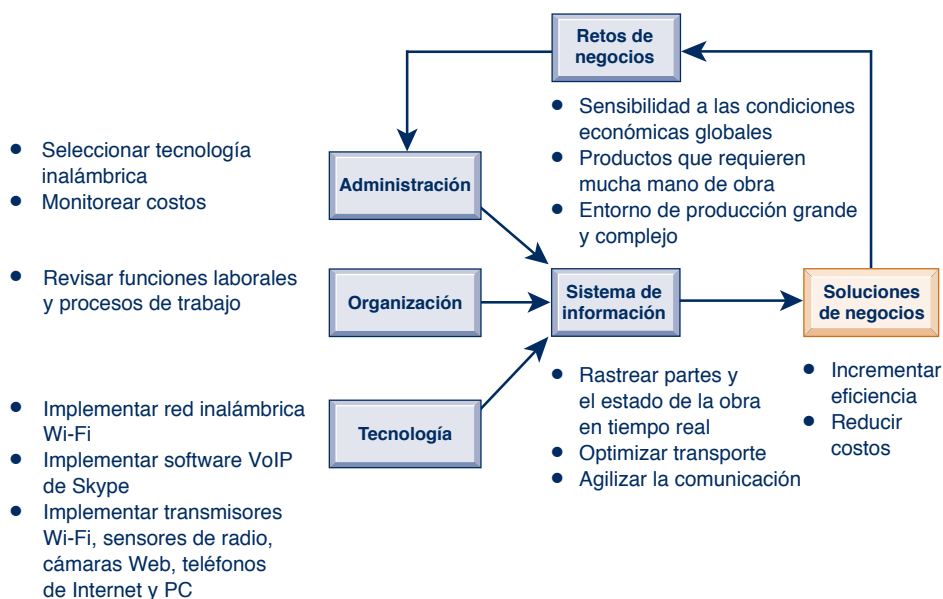 Retos de
negocios
• Sensibilidad a las condiciones
económicas globales
• Productos que requieren
mucha mano de obra
• Entorno de producción grande
y complejo
• Seleccionar tecnología
inalámbrica
• Monitorear costos
Administración
• Revisar funciones laborales
y procesos de trabajo
Organización
Sistema de
información
Soluciones
de negocios
• Implementar red inalámbrica
Wi-Fi
• Implementar software VoIP
de Skype
• Implementar transmisores
Wi-Fi, sensores de radio,
cámaras Web, teléfonos
de Internet y PC
Tecnología
• Rastrear partes y
el estado de la obra
en tiempo real
• Optimizar transporte
• Agilizar la comunicación
• Incrementar
eficiencia
• Reducir
costos